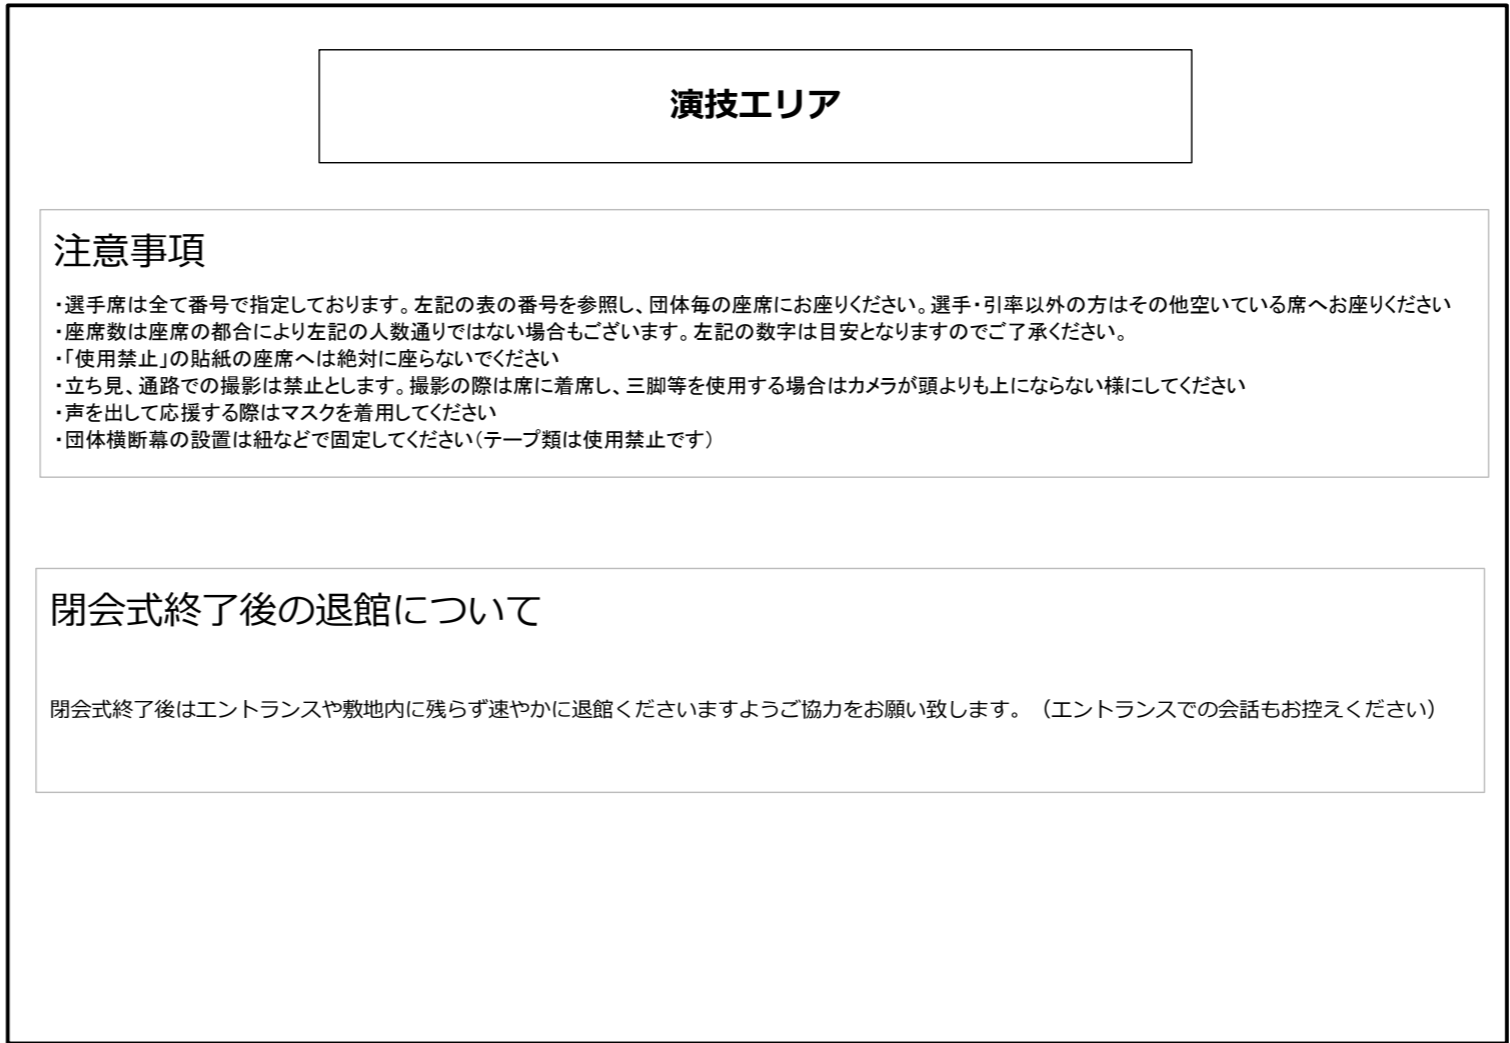 演技エリア
注意事項
・選手席は全て番号で指定しております。左記の表の番号を参照し、団体毎の座席にお座りください。選手・引率以外の方はその他空いている席へお座りください
・座席数は座席の都合により左記の人数通りではない場合もございます。左記の数字は目安となりますのでご了承ください。
・「使用禁止」の貼紙の座席へは絶対に座らないでください
・立ち見、通路での撮影は禁止とします。撮影の際は席に着席し、三脚等を使用する場合はカメラが頭よりも上にならない様にしてください
・声を出して応援する際はマスクを着用してください
・団体横断幕の設置は紐などで固定してください（テープ類は使用禁止です）
閉会式終了後の退館について
閉会式終了後はエントランスや敷地内に残らず速やかに退館くださいますようご協力をお願い致します。（エントランスでの会話もお控えください）